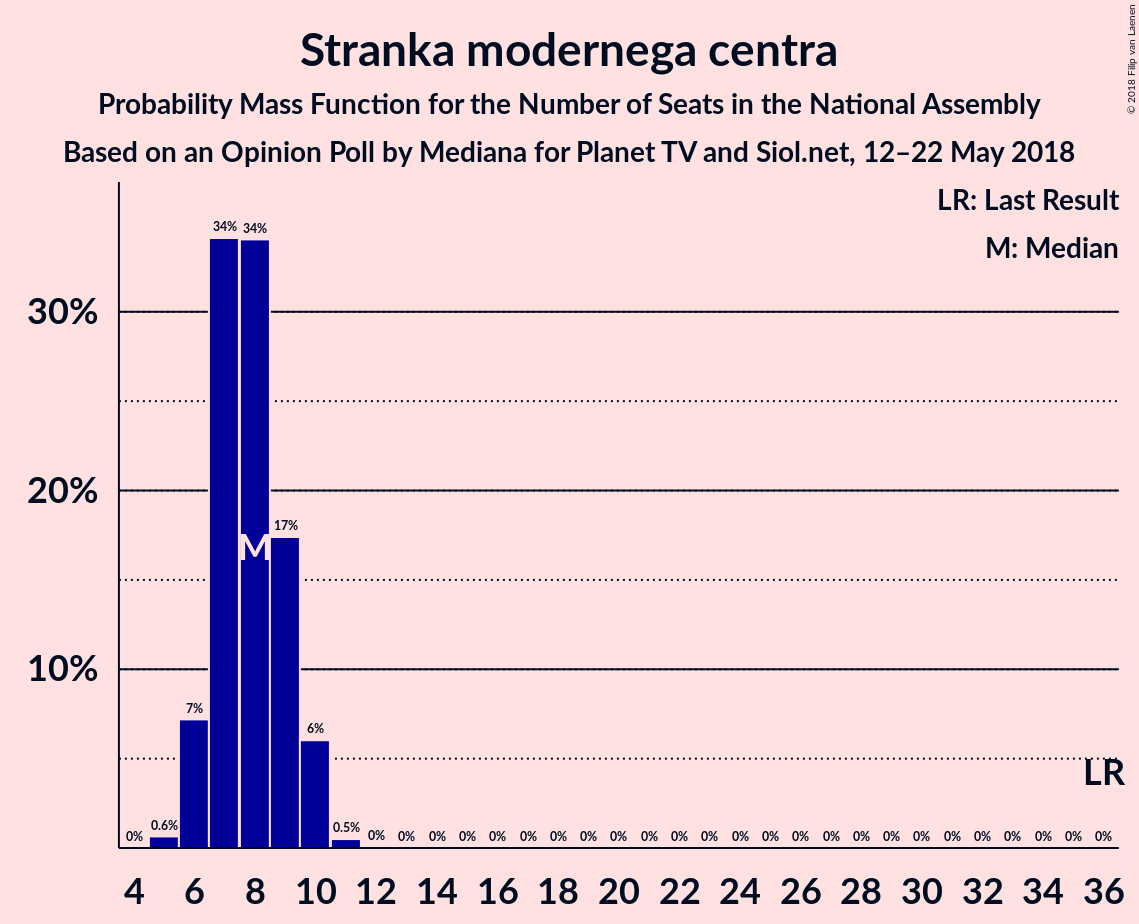 Stranka modernega centra
Probability Mass Function for the Number of Seats in the National Assembly
Based on an Opinion Poll by Mediana for Planet TV and Siol.net, 12–22 May 2018
© 2018 Filip van Laenen
LR: Last Result
M: Median
34% 34%
30%
20%
17%
M
10%
7%
6%
LR
0% 0.6% 0.5% 0% 0% 0% 0% 0% 0% 0% 0% 0% 0% 0% 0% 0% 0% 0% 0% 0% 0% 0% 0% 0% 0% 0% 0% 0%
4 6 8 10 12 14 16 18 20 22 24 26 28 30 32 34 36